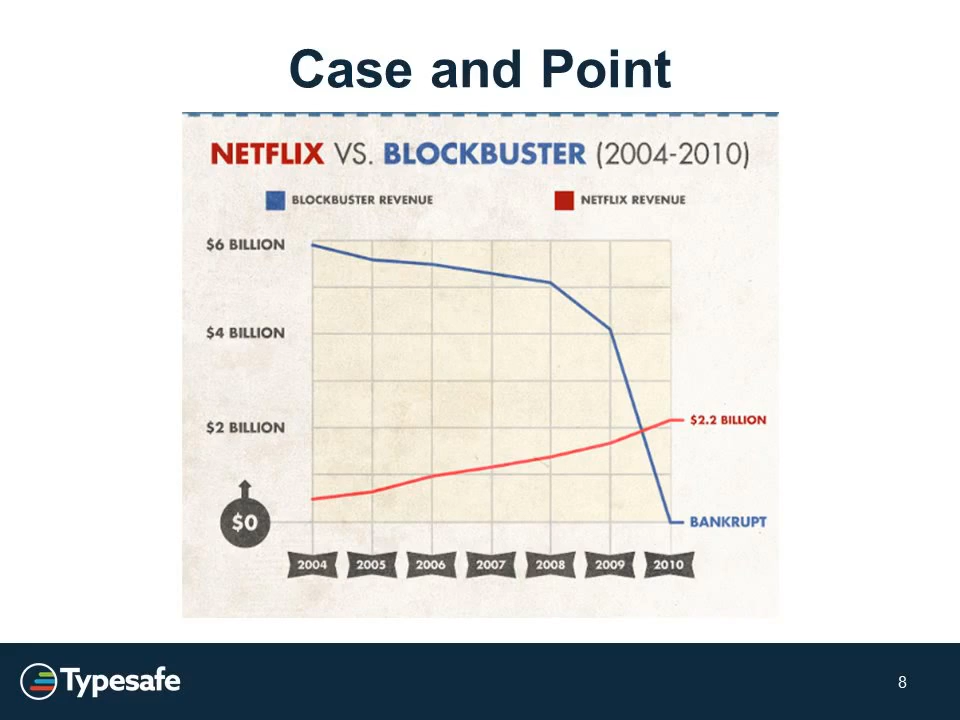 Case and Point
NETFLIX VS. BLOCKBUSTER (2004-2010)
BLOCKBUSTER REVENUE
NETFLIX REVENUE
$6 BILLION
$4 BILLION
$2 BILLION
$2.2 BILLION
$0
BANKRUPT
2004 2005 2006 2007 2008 2009 2010
Typesafe
8